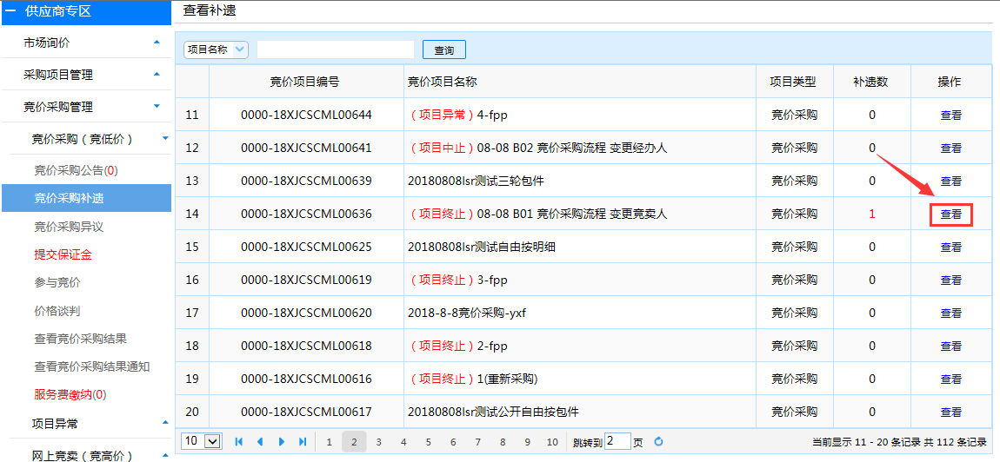 供应商专区
市场询价
采购项目管理
竞价采购管理
竞价采购（竞低价）
竞价采购公告(0)
竞价采购补遗
竞价采购异议
提交保证金
参与竞价
价格谈判
查看竞价采购结果
查看竞价采购结果通知
服务费缴纳(0)
项目异常
网上竞卖（竞高价）
查看补遗
项目名称 查询
竞价项目编号 竞价项目名称 项目类型 补遗数 操作
11 0000-18XJCSCML00644 （项目异常）4-fpp 竞价采购 0 查看
12 0000-18XJCSCML00641 （项目中止）08-08 B02 竞价采购流程 变更经办人 竞价采购 0 查看
13 0000-18XJCSCML00639 20180808lsr测试三轮包件 竞价采购 0 查看
14 0000-18XJCSCML00636 （项目终止）08-08 B01 竞价采购流程 变更竞卖人 竞价采购 1 查看
15 0000-18XJCSCML00625 20180808lsr测试自由按明细 竞价采购 0 查看
16 0000-18XJCSCML00619 （项目终止）3-fpp 竞价采购 0 查看
17 0000-18XJCSCML00620 2018-8-8竞价采购-yxf 竞价采购 0 查看
18 0000-18XJCSCML00618 （项目终止）2-fpp 竞价采购 0 查看
19 0000-18XJCSCML00616 （项目终止）1(重新采购) 竞价采购 0 查看
20 0000-18XJCSCML00617 20180808lsr测试公开自由按包件 竞价采购 0 查看
10 1 2 3 4 5 6 7 8 9 10 跳转到 2 页 当前显示 11 - 20 条记录 共 112 条记录